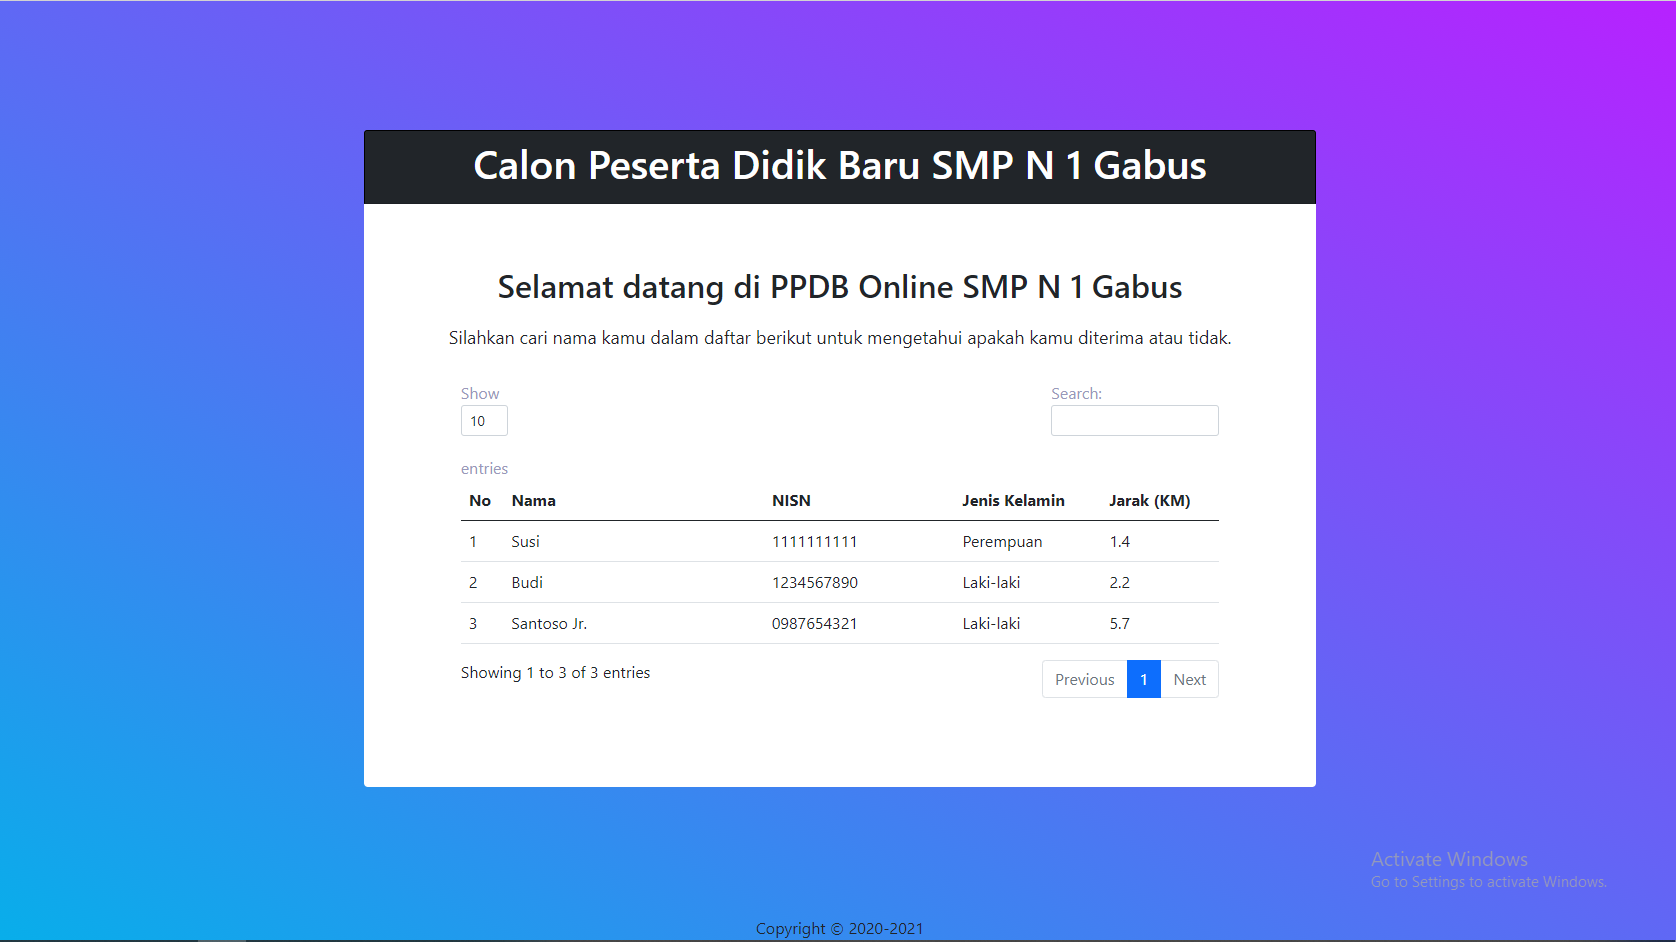 Calon Peserta Didik Baru SMP N 1 Gabus
Selamat datang di PPDB Online SMP N 1 Gabus
Silahkan cari nama kamu dalam daftar berikut untuk mengetahui apakah kamu diterima atau tidak.
Show Search:
10
entries
No Nama NISN Jenis Kelamin Jarak (KM)
1 Susi 1111111111 Perempuan 1.4
2 Budi 1234567890 Laki-laki 2.2
3 Santoso Jr. 0987654321 Laki-laki 5.7
Showing 1 to 3 of 3 entries Previous 1 Next
Activate Windows
Go to Settings to activate Windows.
Copyright © 2020-2021